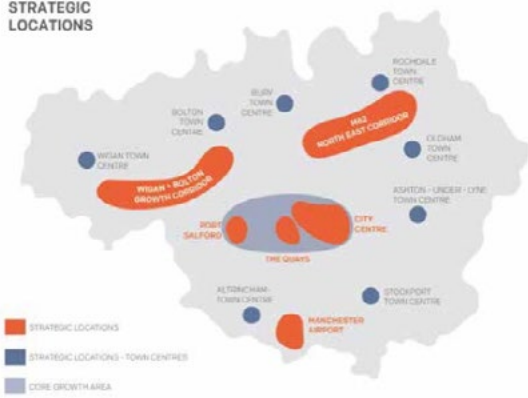 STRATEGIC
LOCATIONS
ROCHDALE
TOWN
CENTRE
BURY
TOWN
CENTRE
BOLTON
TOWN
CENTRE
M62
NORTH EAST CORRIDOR
OLDHAM
TOWN
CENTRE
WIGAN TOWN
CENTRE
WIGAN - BOLTON
GROWTH CORRIDOR
ASHTON - UNDER - LYNE
TOWN CENTRE
SALFORD
CITY
CENTRE
THE QUAYS
ALTRINCHAM-
TOWN CENTRE
STOCKPORT
TOWN CENTRE
MANCHESTER
AIRPORT
STRATEGIC LOCATIONS
STRATEGIC LOCATIONS - TOWN CENTRES
CORE GROWTH AREA